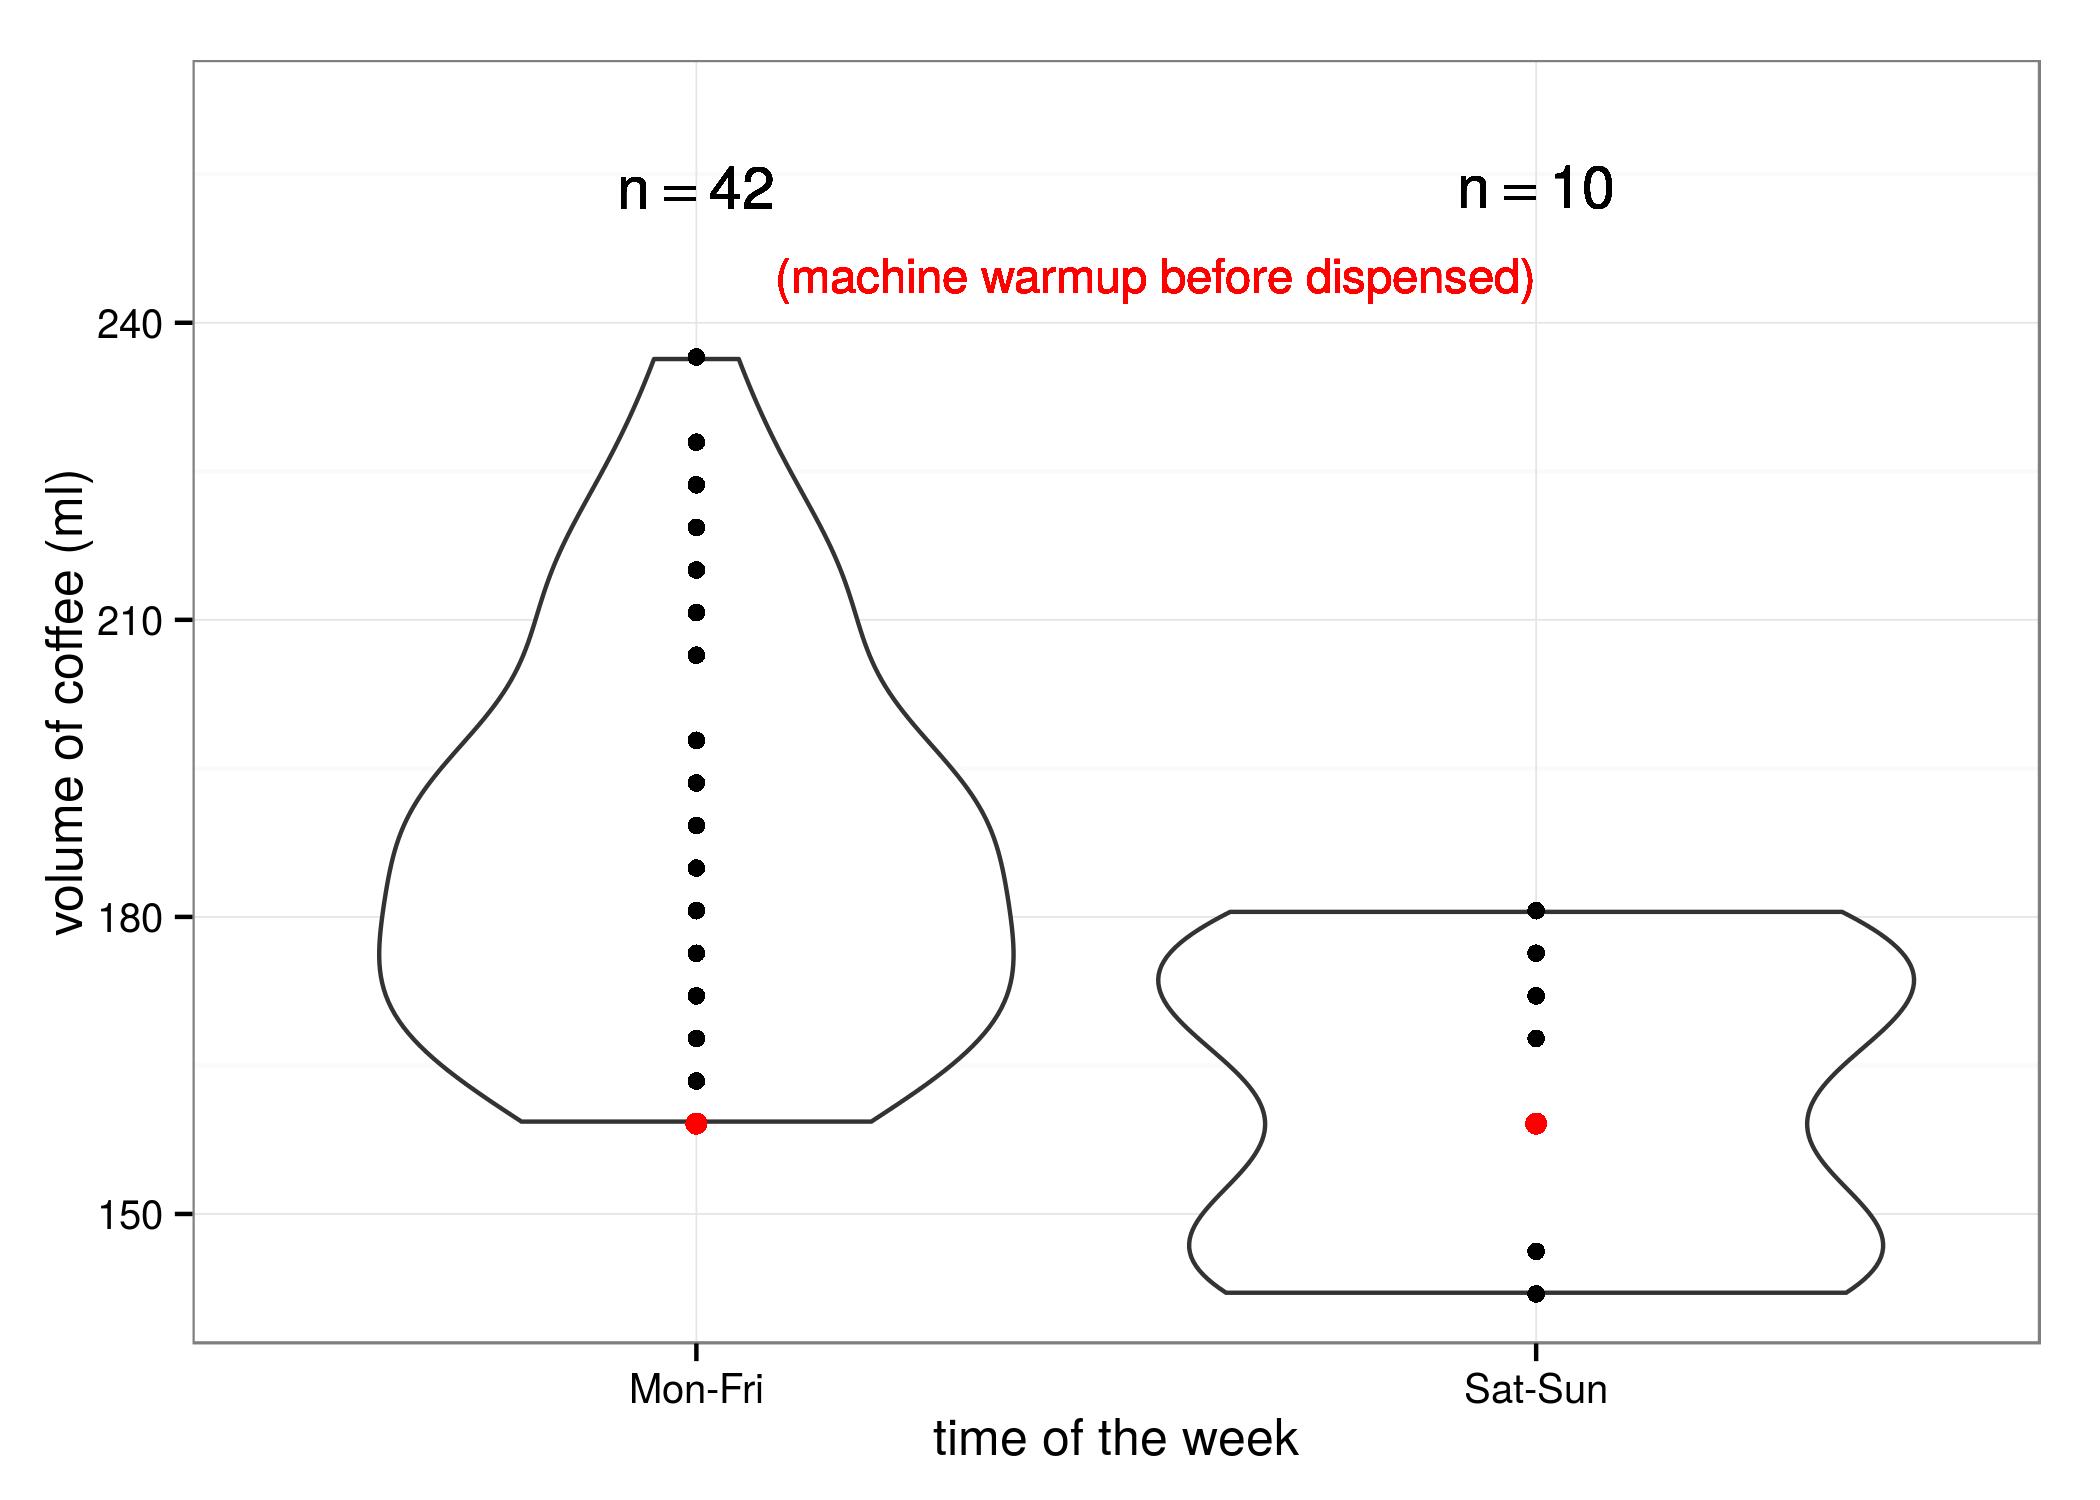 n = 42
n = 10
(machine warmup before dispensed)
240
210
180
150
volume of coffee (ml)
Mon-Fri
Sat-Sun
time of the week